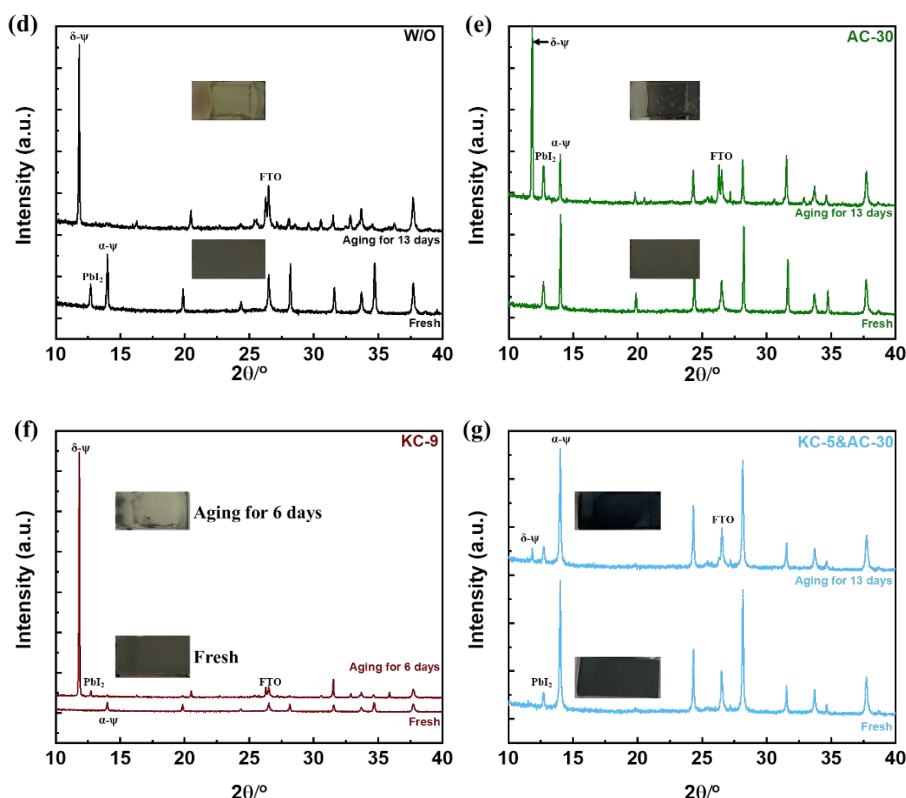 (d)
W/O
δ-ψ
FTO
Aging for 13 days
α-ψ
PbI₂
Fresh
Intensity (a.u.)
10 15 20 25 30 35 40
2θ/°
(e)
AC-30
δ-ψ
PbI₂
α-ψ
FTO
Aging for 13 days
Fresh
Intensity (a.u.)
10 15 20 25 30 35 40
2θ/°
(f)
KC-9
δ-ψ
Aging for 6 days
Fresh
Aging for 6 days
PbI₂
FTO
α-ψ
Fresh
Intensity (a.u.)
10 15 20 25 30 35 40
2θ/°
(g)
KC-5&AC-30
α-ψ
FTO
δ-ψ
Aging for 13 days
PbI₂
Fresh
Intensity (a.u.)
10 15 20 25 30 35 40
2θ/°